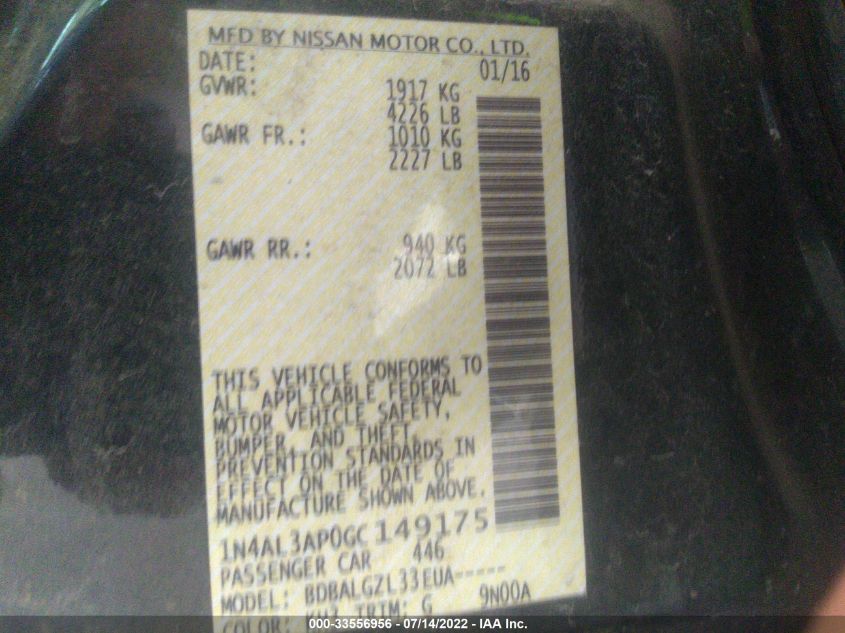 MFD BY NISSAN MOTOR CO., LTD.
DATE: 01/16
GVWR: 1917 KG
4226 LB
GAWR FR.: 1010 KG
2227 LB
GAWR RR.: 940 KG
2072 LB
THIS VEHICLE CONFORMS TO
ALL APPLICABLE FEDERAL
MOTOR VEHICLE SAFETY,
BUMPER, AND THEFT
PREVENTION STANDARDS IN
EFFECT ON THE DATE OF
MANUFACTURE SHOWN ABOVE.
1N4AL3AP0GC149175
PASSENGER CAR 446
MODEL: BDBALGZL33EUA-----
COLOR: TRIM: G 9N00A
000-33556956 - 07/14/2022 - IAA Inc.